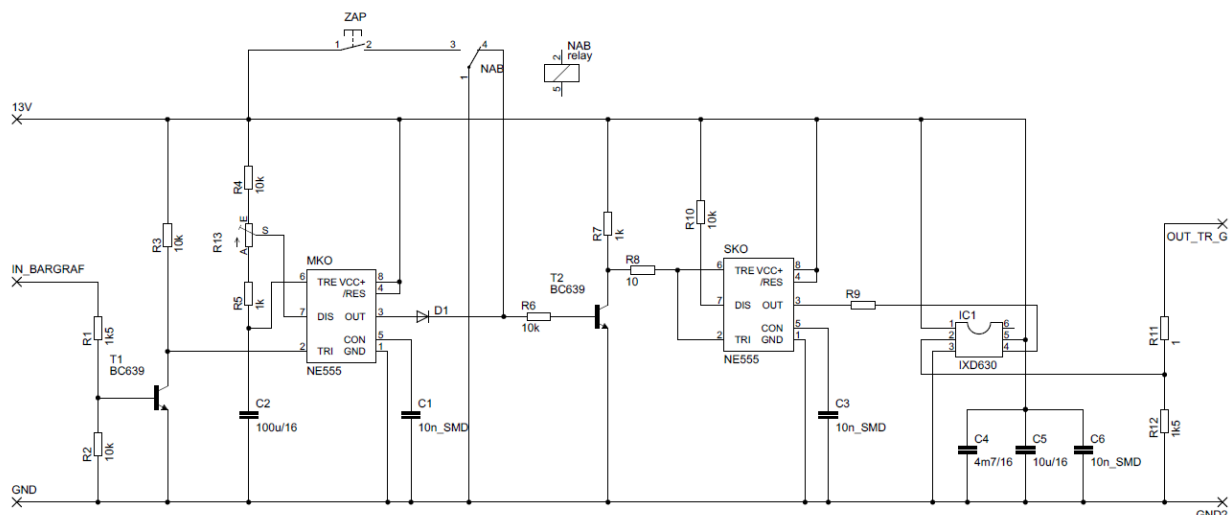 ZAP
1 2 3 4
1
NAB
NAB
relay
2
5
13V
R4
10k
R13
E
S
A
R3
10k
R5
1k
IN_BARGRAF
R1
1k5
T1
BC639
R2
10k
MKO
6 TRE VCC+ 8
/RES 4
7 DIS OUT 3
CON 5
GND 1
2 TRI
NE555
D1
C2
100u/16
C1
10n_SMD
R6
10k
T2
BC639
R7
1k
R8
10
R10
10k
SKO
6 TRE VCC+ 8
/RES 4
7 DIS OUT 3
CON 5
GND 1
2 TRI
NE555
R9
C3
10n_SMD
IC1
1 6
2 5
3 4
IXD630
C4
4m7/16
C5
10u/16
C6
10n_SMD
OUT_TR_G
R11
1
R12
1k5
GND
GND2